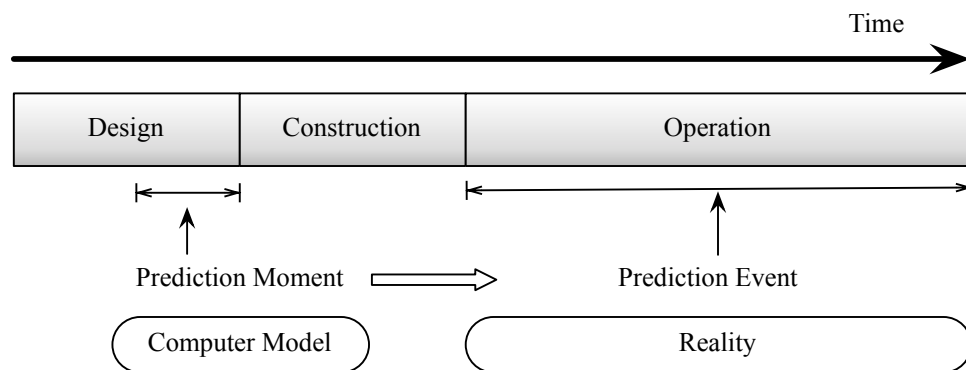 Time
Design Construction Operation
Prediction Moment Prediction Event
Computer Model Reality